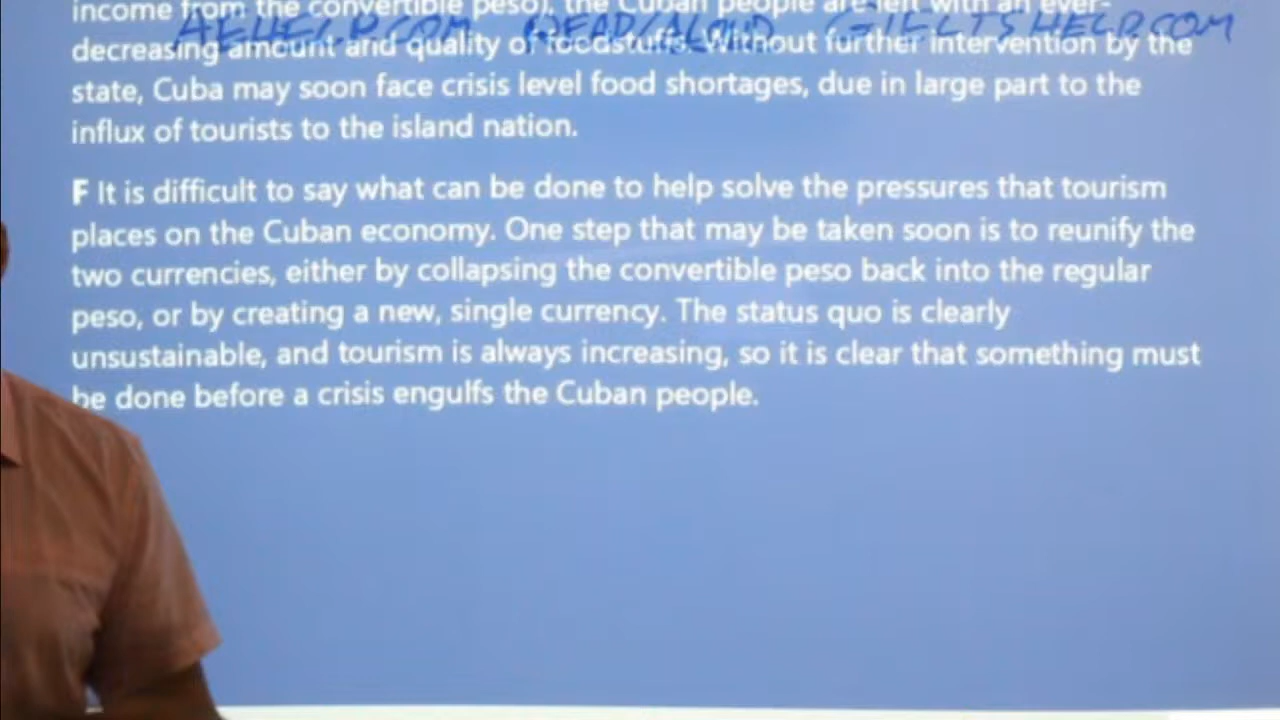 income from the convertible peso), the Cuban people are left with an ever-
AEHELP.COM READ/ALOUD GIELTSHELP.COM
decreasing amount and quality of foodstuffs. Without further intervention by the
state, Cuba may soon face crisis level food shortages, due in large part to the
influx of tourists to the island nation.
F It is difficult to say what can be done to help solve the pressures that tourism
places on the Cuban economy. One step that may be taken soon is to reunify the
two currencies, either by collapsing the convertible peso back into the regular
peso, or by creating a new, single currency. The status quo is clearly
unsustainable, and tourism is always increasing, so it is clear that something must
be done before a crisis engulfs the Cuban people.